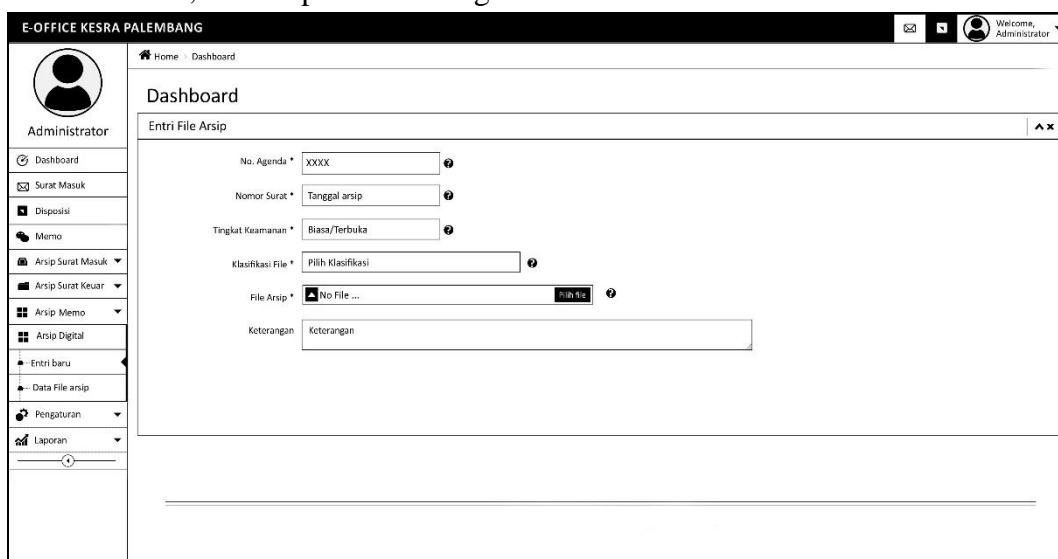 E-OFFICE KESRA PALEMBANG
Welcome,
Administrator
Home Dashboard
Administrator
Dashboard
Surat Masuk
Disposisi
Memo
Arsip Surat Masuk
Arsip Surat Keuar
Arsip Memo
Arsip Digital
Entri baru
Data File arsip
Pengaturan
Laporan
Dashboard
Entri File Arsip
No. Agenda * XXXX
Nomor Surat * Tanggal arsip
Tingkat Keamanan * Biasa/Terbuka
Klasifikasi File * Pilih Klasifikasi
File Arsip * No File ... Pilih file
Keterangan Keterangan